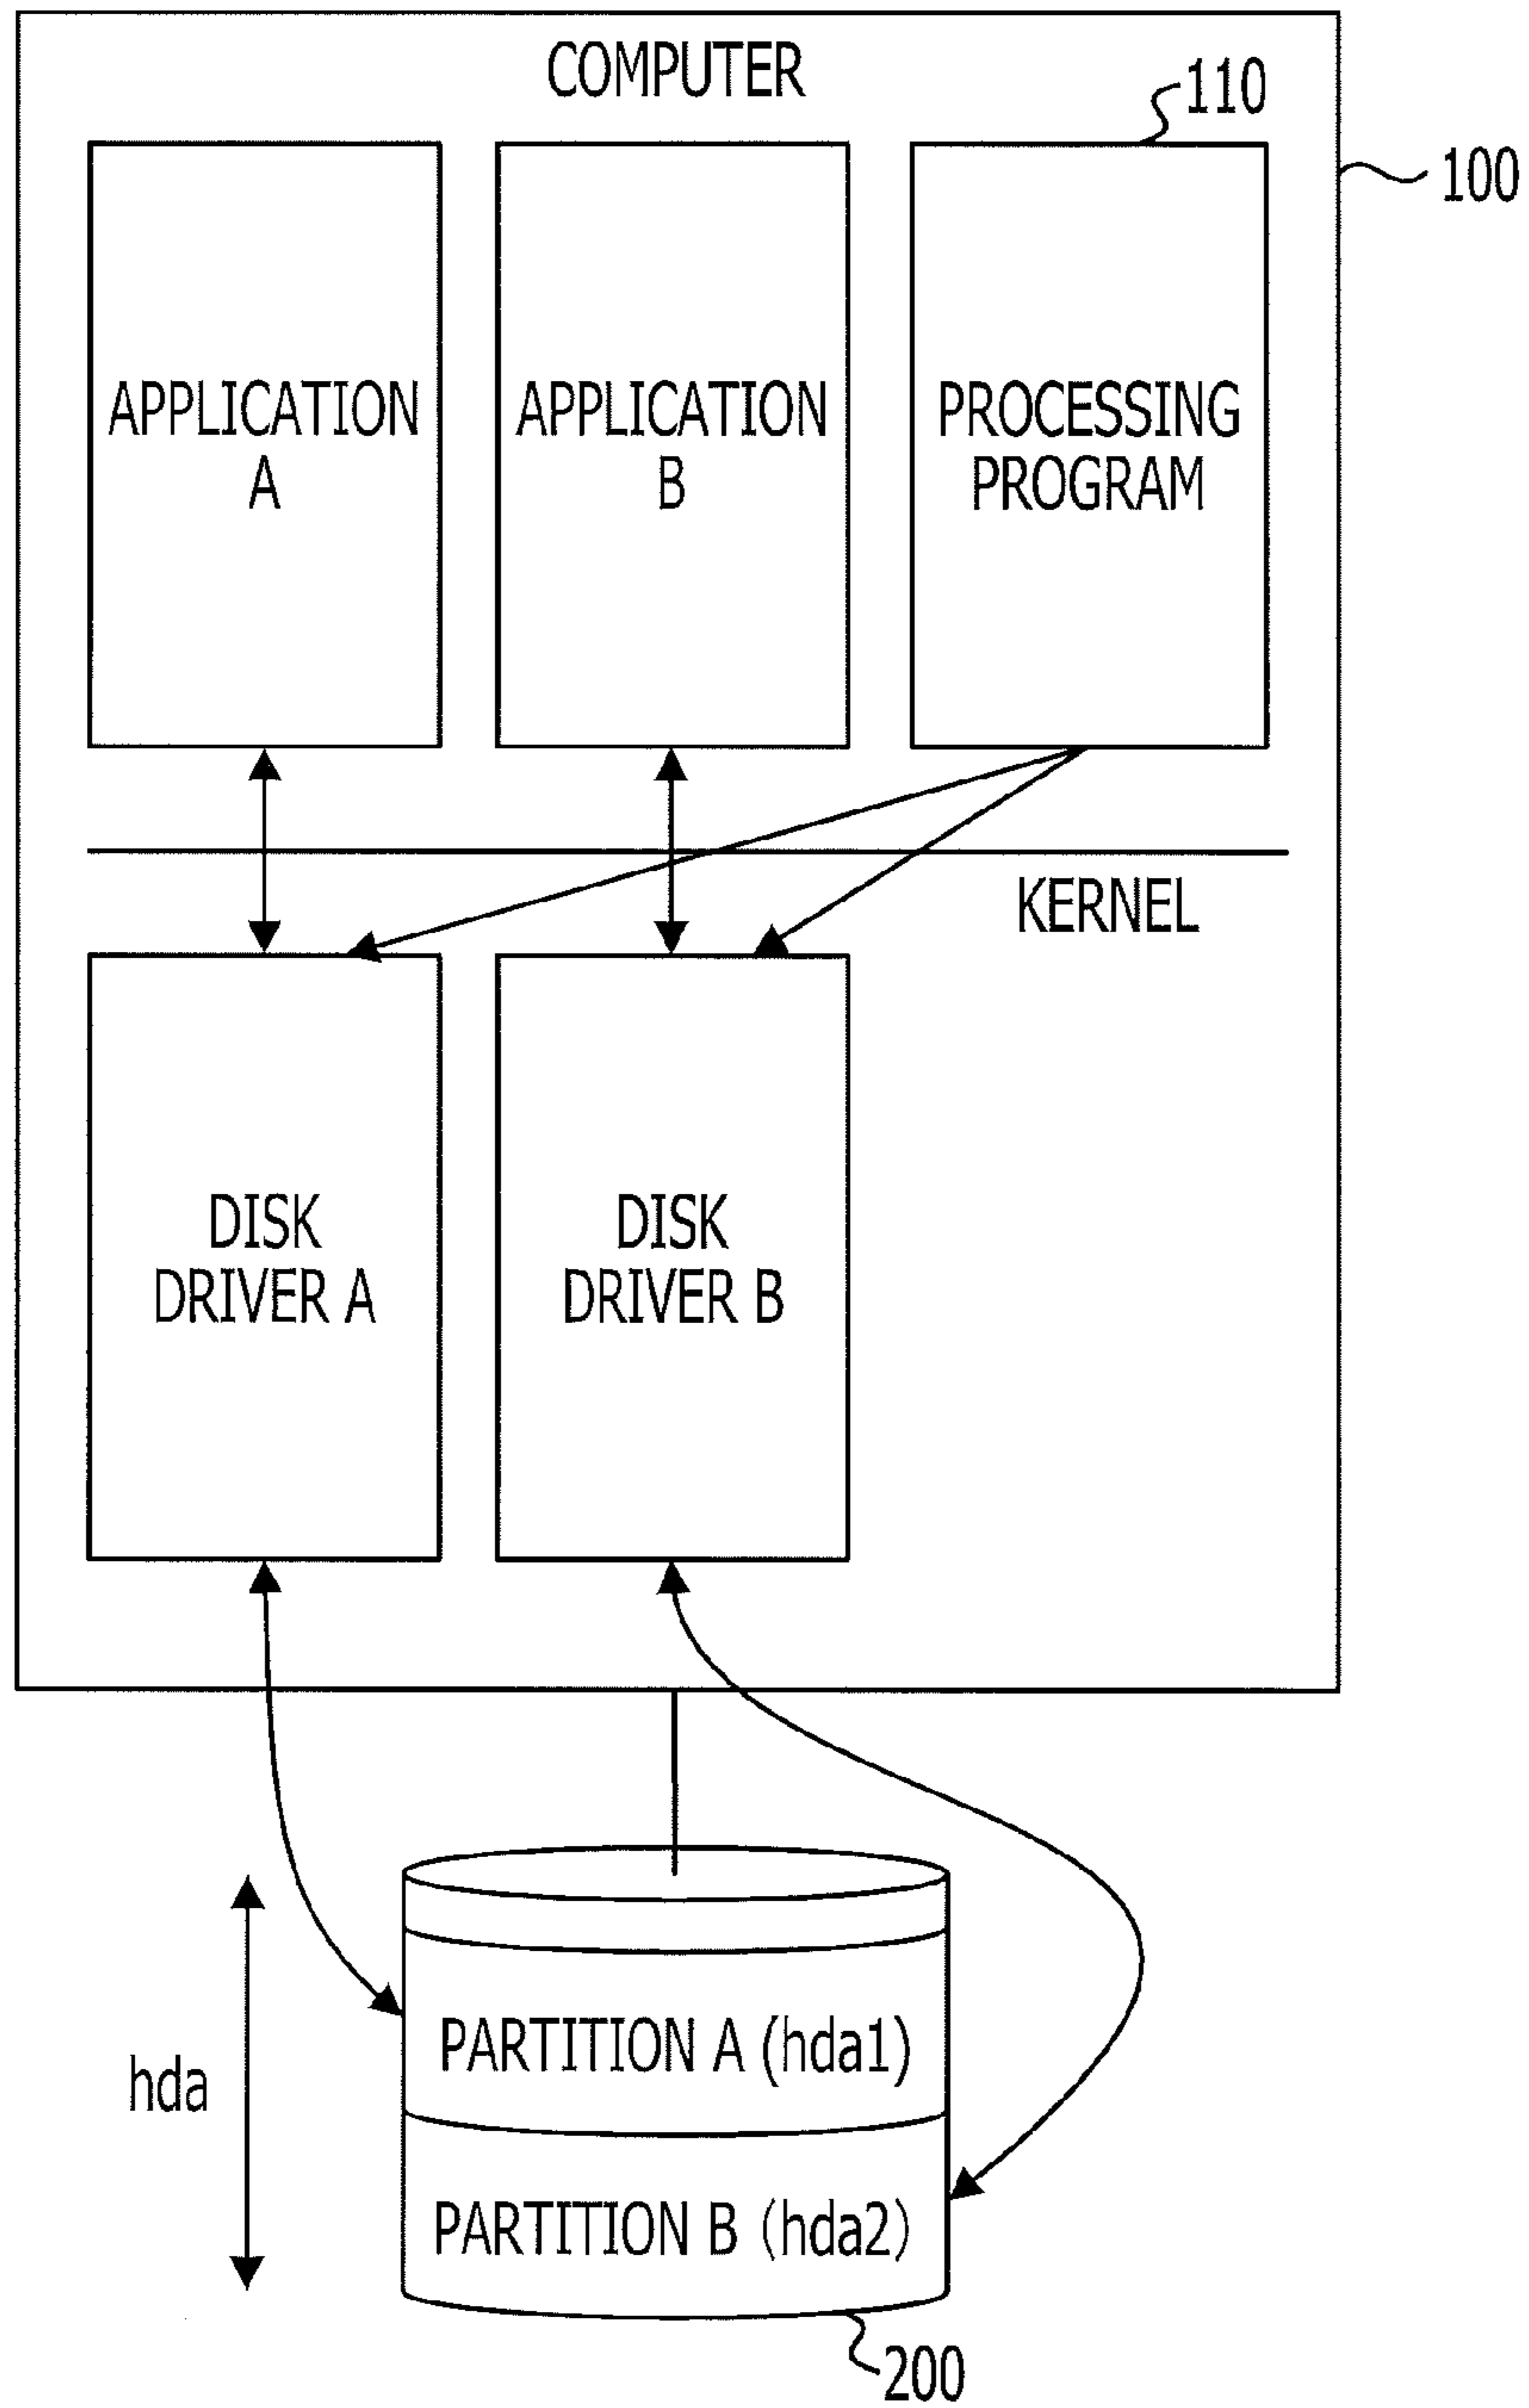 COMPUTER
110
100
APPLICATION
A
APPLICATION
B
PROCESSING
PROGRAM
KERNEL
DISK
DRIVER A
DISK
DRIVER B
hda
PARTITION A (hda1)
PARTITION B (hda2)
200